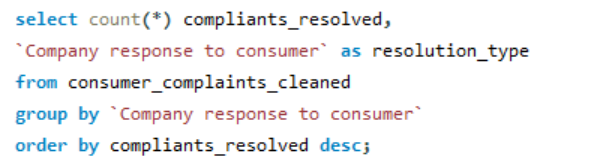 select count(*) compliants_resolved,
`Company response to consumer` as resolution_type
from consumer_complaints_cleaned
group by `Company response to consumer`
order by compliants_resolved desc;